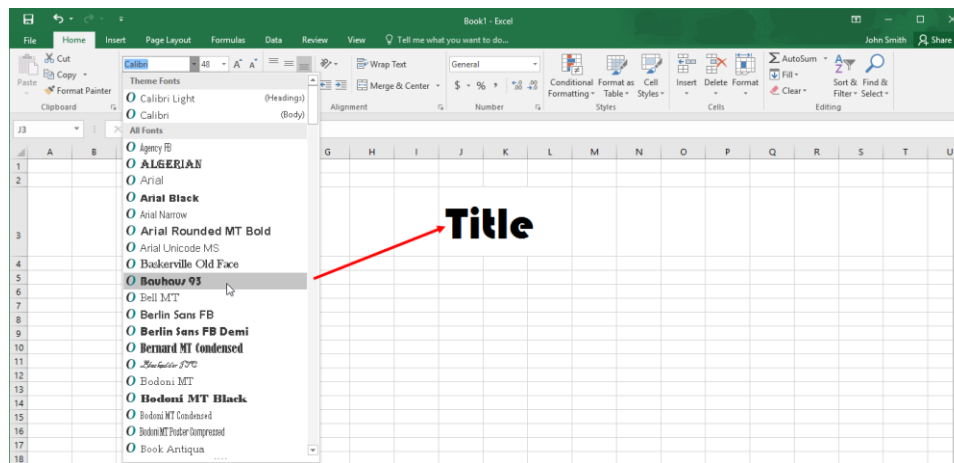 Book1 - Excel
File Home Insert Page Layout Formulas Data Review View Tell me what you want to do... John Smith Share
Paste
Cut
Copy
Format Painter
Clipboard
Calibri 48 A A
Wrap Text
Merge & Center
Alignment
General
$ - % , .0 .00 .00 .0
Number
Conditional Formatting
Format as Table
Cell Styles
Styles
Insert Delete Format
Cells
AutoSum
Fill
Clear
Sort & Filter
Find & Select
Editing
J3
Theme Fonts
O Calibri Light (Headings)
O Calibri (Body)
All Fonts
O Agency FB
O ALGERIAN
O Arial
O Arial Black
O Arial Narrow
O Arial Rounded MT Bold
O Arial Unicode MS
O Baskerville Old Face
O Bauhaus 93
O Bell MT
O Berlin Sans FB
O Berlin Sans FB Demi
O Bernard MT Condensed
O Blackadder ITC
O Bodoni MT
O Bodoni MT Black
O Bodoni MT Condensed
O Bodoni MT Poster Compressed
O Book Antiqua
A B G H I J K L M N O P Q R S T U
1
2
3 Title
4
5
6
7
8
9
10
11
12
13
14
15
16
17
18